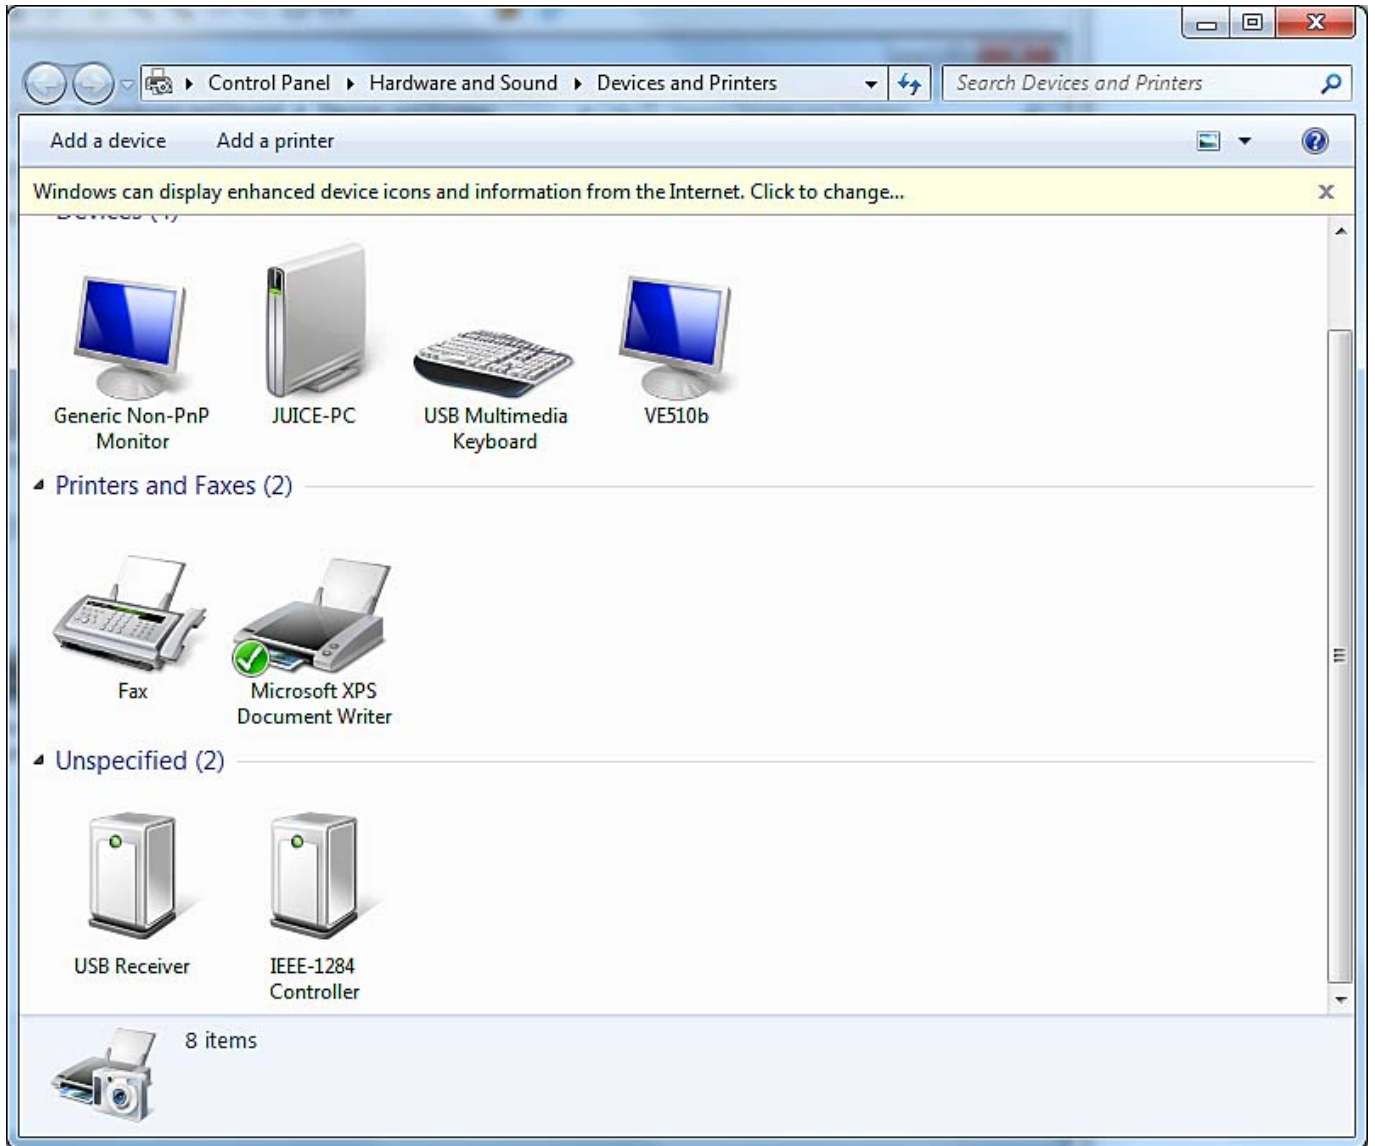 Control Panel Hardware and Sound Devices and Printers
Search Devices and Printers
Add a device Add a printer
Windows can display enhanced device icons and information from the Internet. Click to change...
Devices (4)
Generic Non-PnP
Monitor
JUICE-PC
USB Multimedia
Keyboard
VE510b
Printers and Faxes (2)
Fax
Microsoft XPS
Document Writer
Unspecified (2)
USB Receiver
IEEE-1284
Controller
8 items